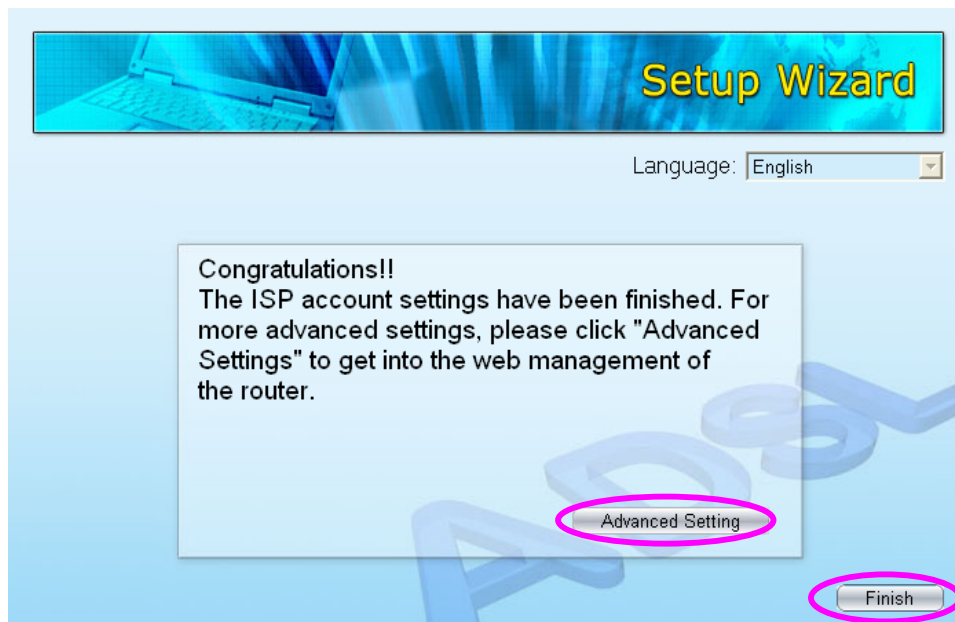 Setup Wizard
Language: English
Congratulations!!
The ISP account settings have been finished. For
more advanced settings, please click "Advanced
Settings" to get into the web management of
the router.
ADSL
Advanced Setting
Finish